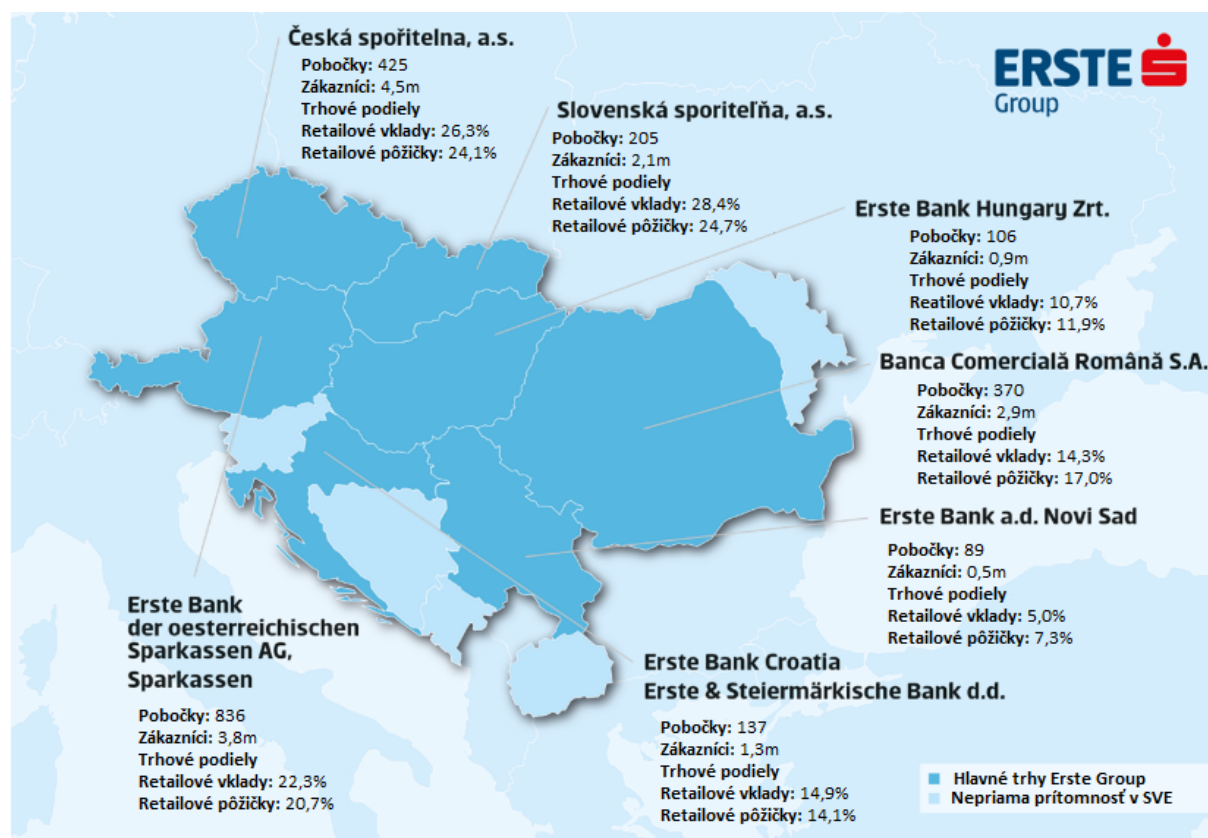 Česká spořitelna, a.s.
Pobočky: 425
Zákazníci: 4,5m
Trhové podiely
Retailové vklady: 26,3%
Retailové pôžičky: 24,1%
ERSTE
Group
Slovenská sporiteľňa, a.s.
Pobočky: 205
Zákazníci: 2,1m
Trhové podiely
Retailové vklady: 28,4%
Retailové pôžičky: 24,7%
Erste Bank Hungary Zrt.
Pobočky: 106
Zákazníci: 0,9m
Trhové podiely
Reatilové vklady: 10,7%
Retailové pôžičky: 11,9%
Banca Comercială Română S.A.
Pobočky: 370
Zákazníci: 2,9m
Trhové podiely
Retailové vklady: 14,3%
Retailové pôžičky: 17,0%
Erste Bank a.d. Novi Sad
Pobočky: 89
Zákazníci: 0,5m
Trhové podiely
Retailové vklady: 5,0%
Retailové pôžičky: 7,3%
Erste Bank
der oesterreichischen
Sparkassen AG,
Sparkassen
Pobočky: 836
Zákazníci: 3,8m
Trhové podiely
Retailové vklady: 22,3%
Retailové pôžičky: 20,7%
Erste Bank Croatia
Erste & Steiermärkische Bank d.d.
Pobočky: 137
Zákazníci: 1,3m
Trhové podiely
Retailové vklady: 14,9%
Retailové pôžičky: 14,1%
Hlavné trhy Erste Group
Nepriama prítomnosť v SVE